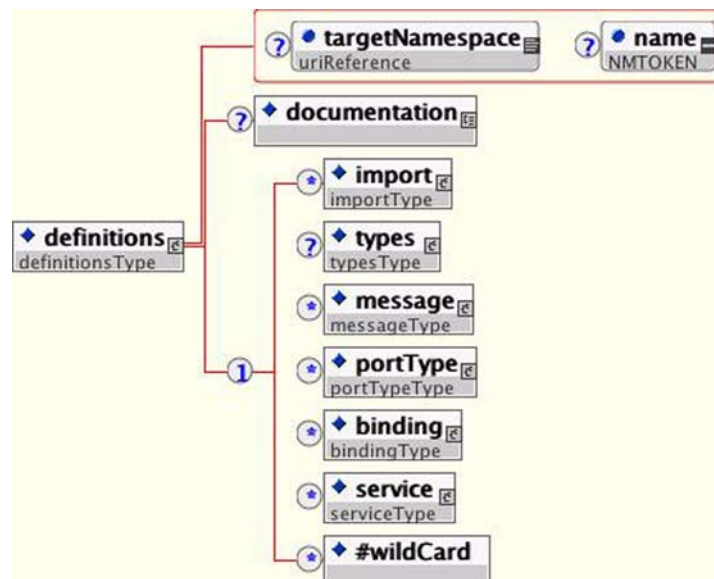 ? targetNamespace ? name
uriReference NMTOKEN
? documentation
* import
importType
definitions
definitionsType
? types
typesType
* message
messageType
1
* portType
portTypeType
* binding
bindingType
* service
serviceType
* #wildCard